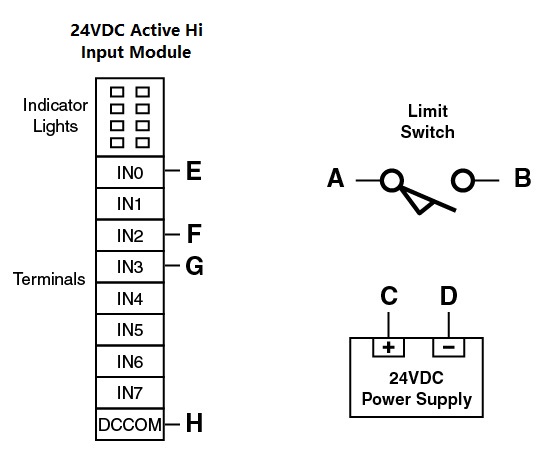 24VDC Active Hi
Input Module
Indicator
Lights
Limit
Switch
IN0
E
A
B
IN1
IN2
F
IN3
G
Terminals
IN4
C
D
IN5
+
−
IN6
24VDC
Power Supply
IN7
DCCOM
H